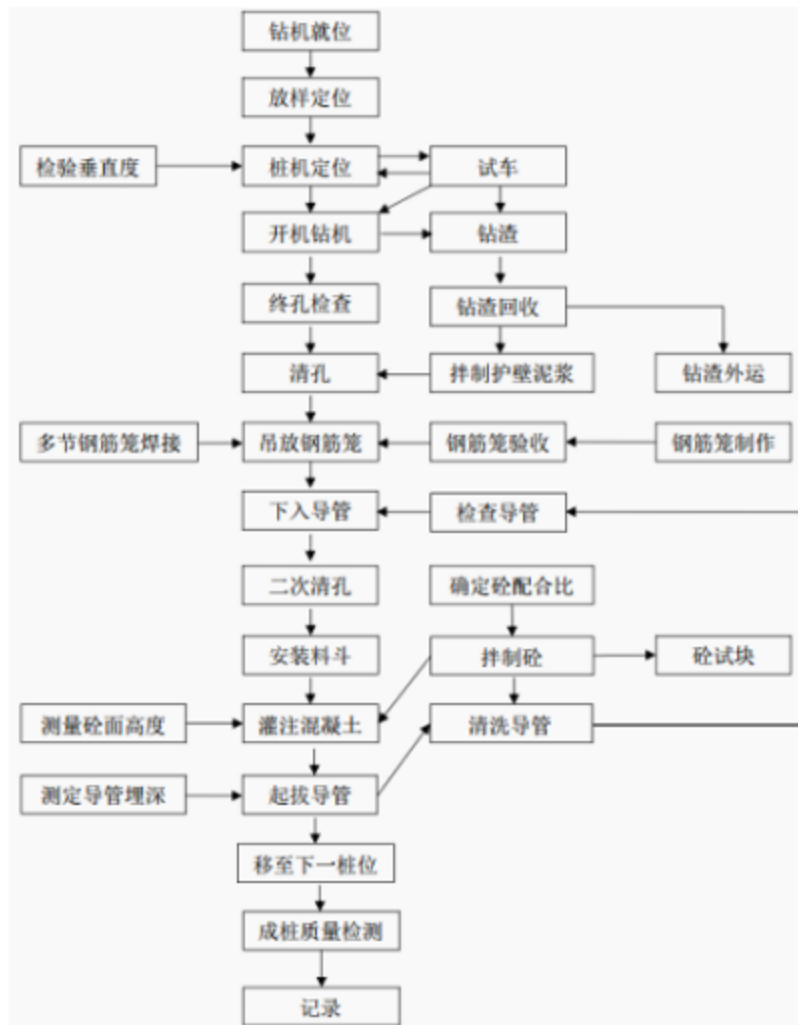 钻机就位
放样定位
检验垂直度
桩机定位
试车
开机钻机
钻渣
终孔检查
钻渣回收
清孔
拌制护壁泥浆
钻渣外运
多节钢筋笼焊接
吊放钢筋笼
钢筋笼验收
钢筋笼制作
下入导管
检查导管
二次清孔
确定砼配合比
安装料斗
拌制砼
砼试块
测量砼面高度
灌注混凝土
清洗导管
测定导管埋深
起拔导管
移至下一桩位
成桩质量检测
记录